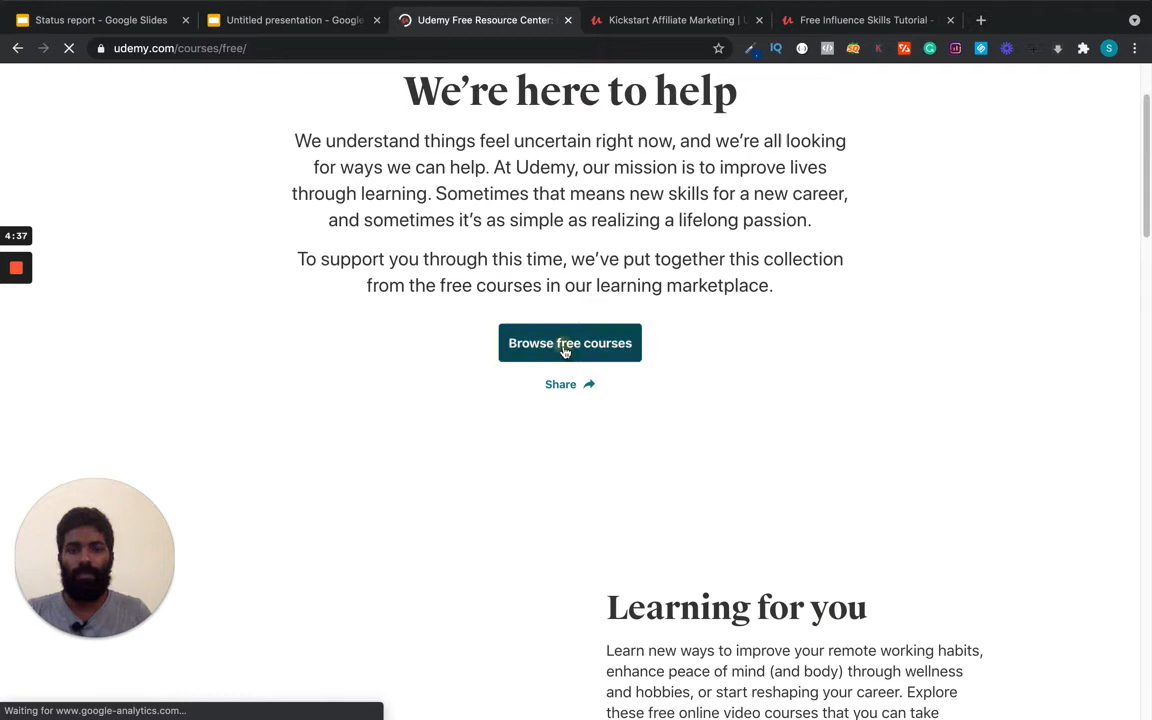 Status report - Google Slides
Untitled presentation - Google
Udemy Free Resource Center:
Kickstart Affiliate Marketing | U
Free Influence Skills Tutorial -
udemy.com/courses/free/
We're here to help
We understand things feel uncertain right now, and we're all looking
for ways we can help. At Udemy, our mission is to improve lives
through learning. Sometimes that means new skills for a new career,
and sometimes it's as simple as realizing a lifelong passion.
4:37
To support you through this time, we've put together this collection
from the free courses in our learning marketplace.
Browse free courses
Share
Learning for you
Learn new ways to improve your remote working habits,
enhance peace of mind (and body) through wellness
and hobbies, or start reshaping your career. Explore
these free online video courses that you can take
Waiting for www.google-analytics.com...